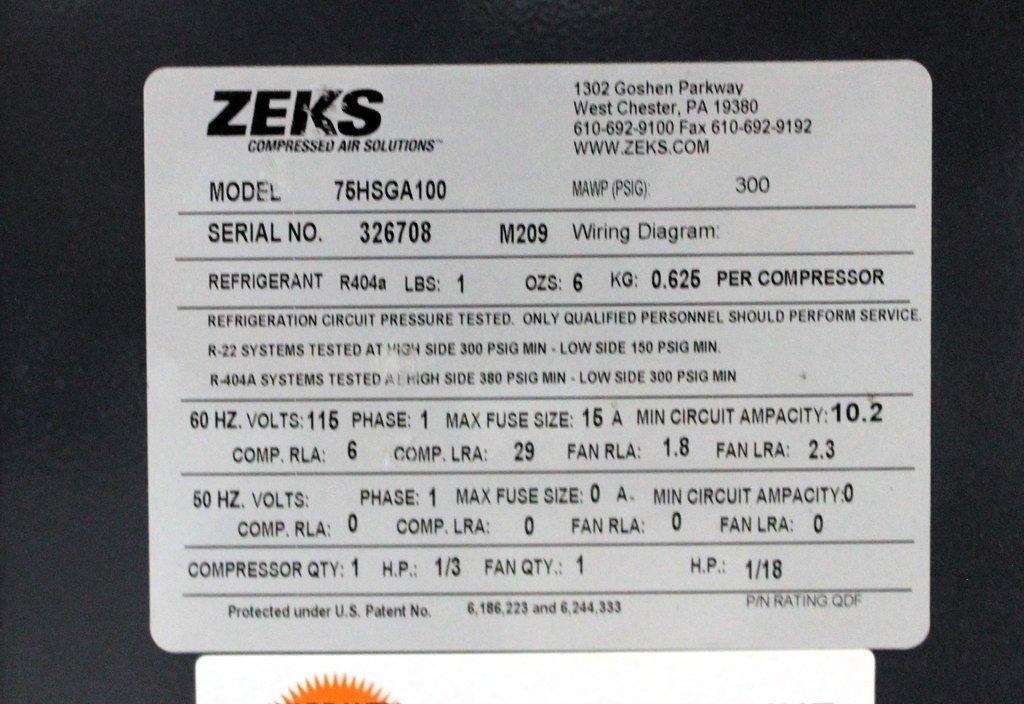 ZEKS
COMPRESSED AIR SOLUTIONS™
1302 Goshen Parkway
West Chester, PA 19380
610-692-9100 Fax 610-692-9192
WWW.ZEKS.COM
MODEL 75HSGA100 MAWP (PSIG): 300
SERIAL NO. 326708 M209 Wiring Diagram:
REFRIGERANT R404a LBS: 1 OZS: 6 KG: 0.625 PER COMPRESSOR
REFRIGERATION CIRCUIT PRESSURE TESTED. ONLY QUALIFIED PERSONNEL SHOULD PERFORM SERVICE.
R-22 SYSTEMS TESTED AT HIGH SIDE 300 PSIG MIN - LOW SIDE 150 PSIG MIN.
R-404A SYSTEMS TESTED AT HIGH SIDE 380 PSIG MIN - LOW SIDE 300 PSIG MIN
60 HZ. VOLTS: 115 PHASE: 1 MAX FUSE SIZE: 15 A MIN CIRCUIT AMPACITY: 10.2
COMP. RLA: 6 COMP. LRA: 29 FAN RLA: 1.8 FAN LRA: 2.3
50 HZ. VOLTS: PHASE: 1 MAX FUSE SIZE: 0 A. MIN CIRCUIT AMPACITY: 0
COMP. RLA: 0 COMP. LRA: 0 FAN RLA: 0 FAN LRA: 0
COMPRESSOR QTY: 1 H.P.: 1/3 FAN QTY.: 1 H.P.: 1/18
Protected under U.S. Patent No. 6,186,223 and 6,244,333 P/N RATING QDF